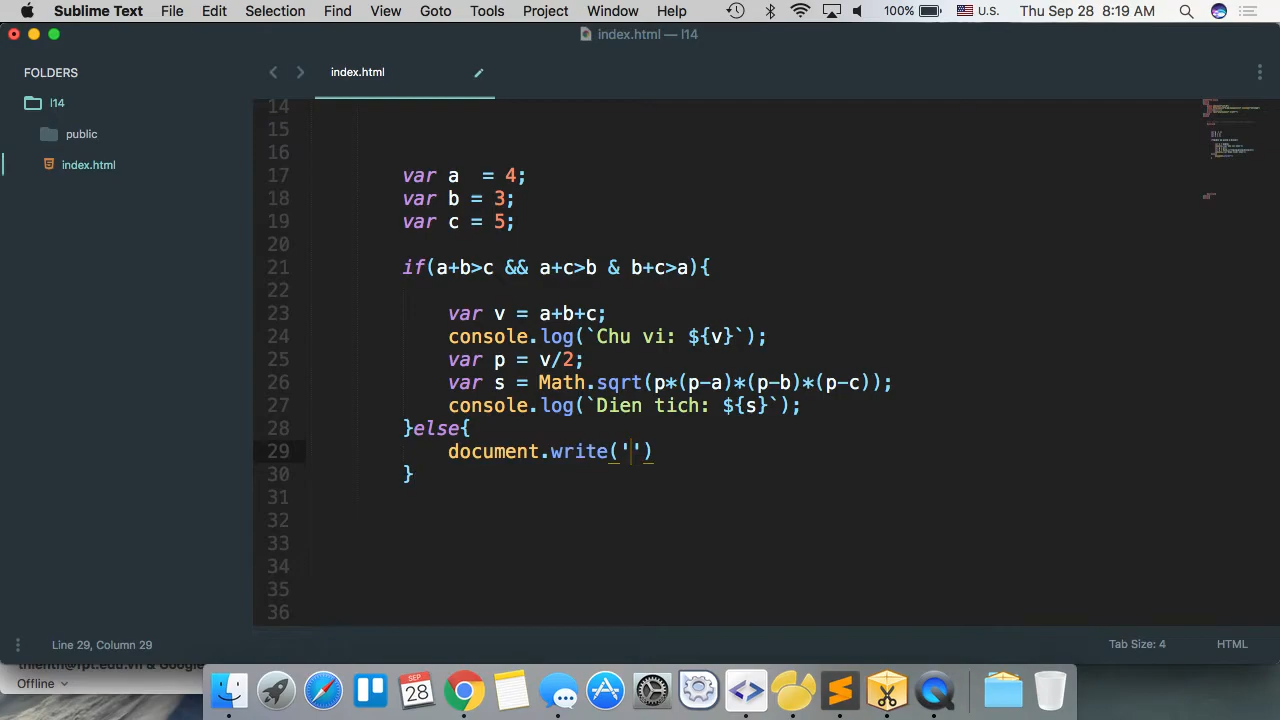 Sublime Text File Edit Selection Find View Goto Tools Project Window Help 100% U.S. Thu Sep 28 8:19 AM
index.html — l14
FOLDERS
l14
public
index.html
index.html
14
15
16
17 var a  = 4;
18 var b = 3;
19 var c = 5;
20
21 if(a+b>c && a+c>b & b+c>a){
22
23 var v = a+b+c;
24 console.log(`Chu vi: ${v}`);
25 var p = v/2;
26 var s = Math.sqrt(p*(p-a)*(p-b)*(p-c));
27 console.log(`Dien tich: ${s}`);
28 }else{
29 document.write('')
30 }
31
32
33
34
35
36
Line 29, Column 29 Tab Size: 4 HTML
& Google
Offline
SEP
28